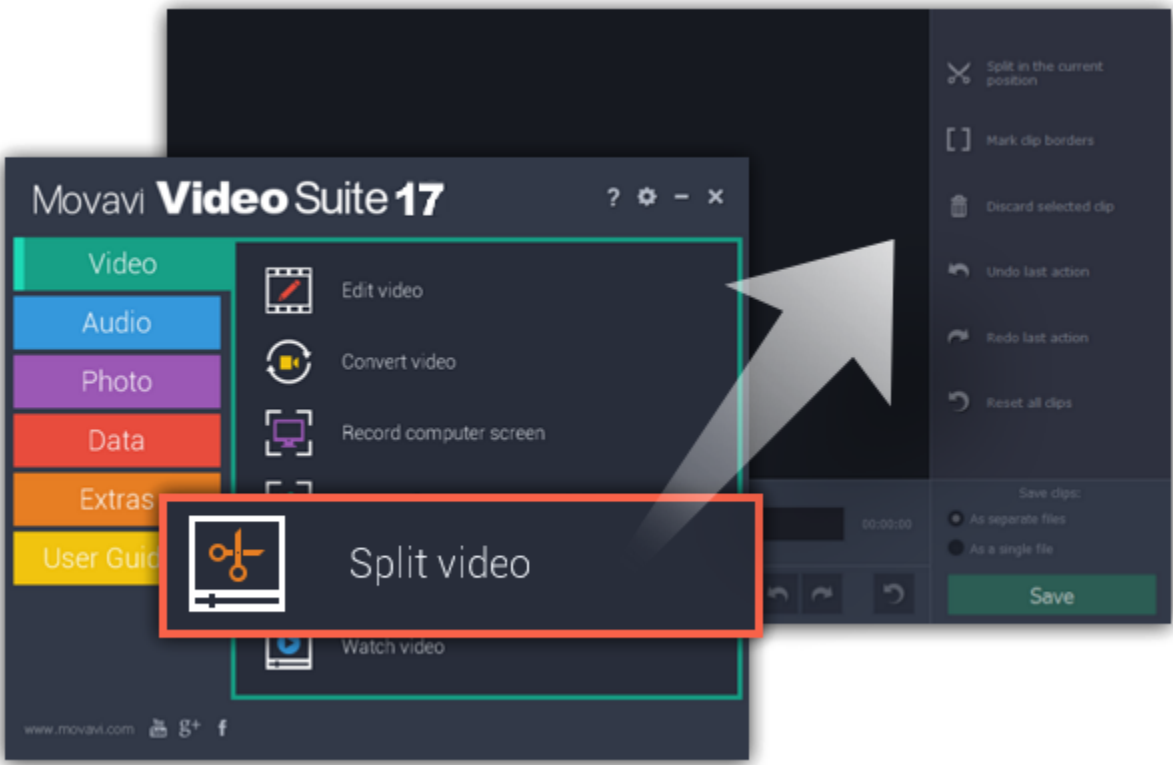 Split in the current
position
Mark clip borders
Discard selected clip
Undo last action
Redo last action
Reset all clips
Save clips:
As separate files
As a single file
00:00:00
Save
Movavi Video Suite 17
?
Video
Audio
Photo
Data
Extras
User Guid
Edit video
Convert video
Record computer screen
Split video
Watch video
www.movavi.com
You
g+
f